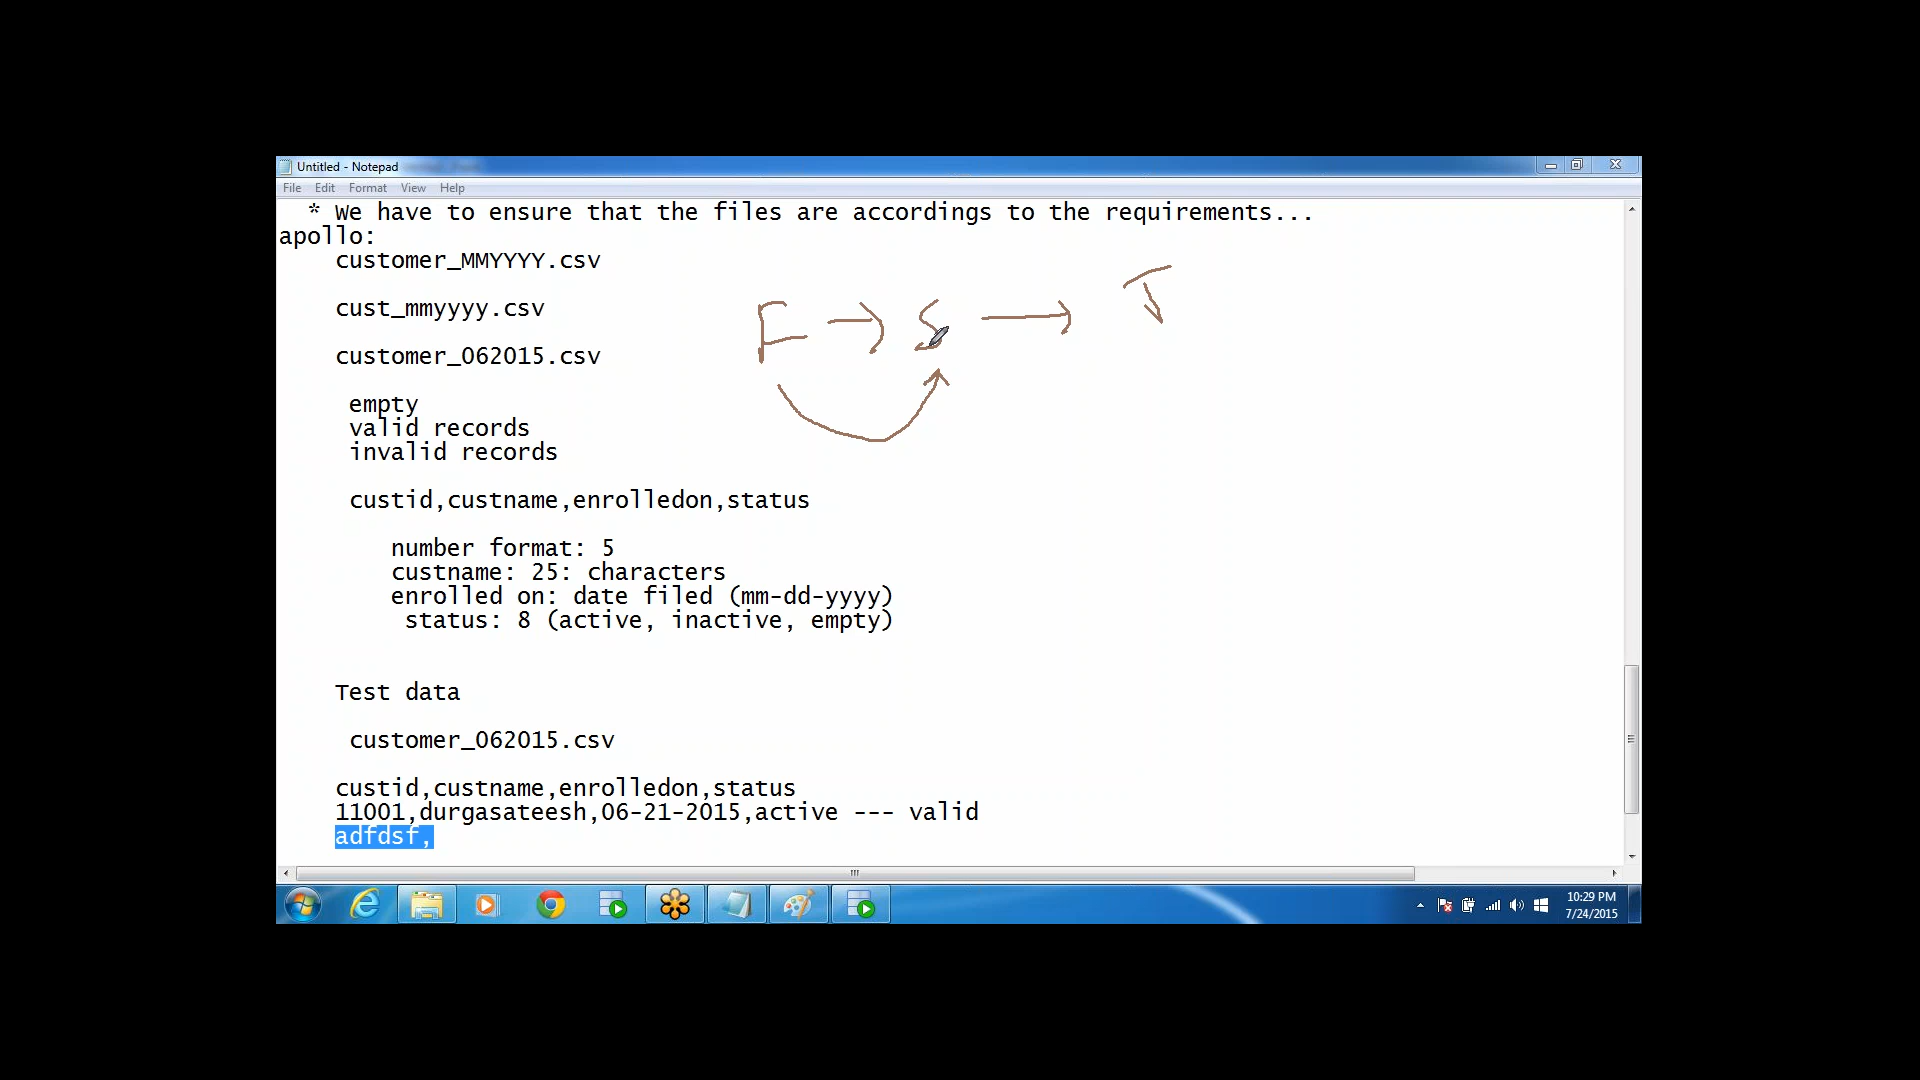 Untitled - Notepad
File Edit Format View Help
* We have to ensure that the files are accordings to the requirements...
apollo:
customer_MMYYYY.csv
cust_mmyyyy.csv
customer_062015.csv
F → S → T
empty
valid records
invalid records
custid,custname,enrolledon,status
number format: 5
custname: 25: characters
enrolled on: date filed (mm-dd-yyyy)
status: 8 (active, inactive, empty)
Test data
customer_062015.csv
custid,custname,enrolledon,status
11001,durgasateesh,06-21-2015,active --- valid
adfdsf,
10:29 PM
7/24/2015